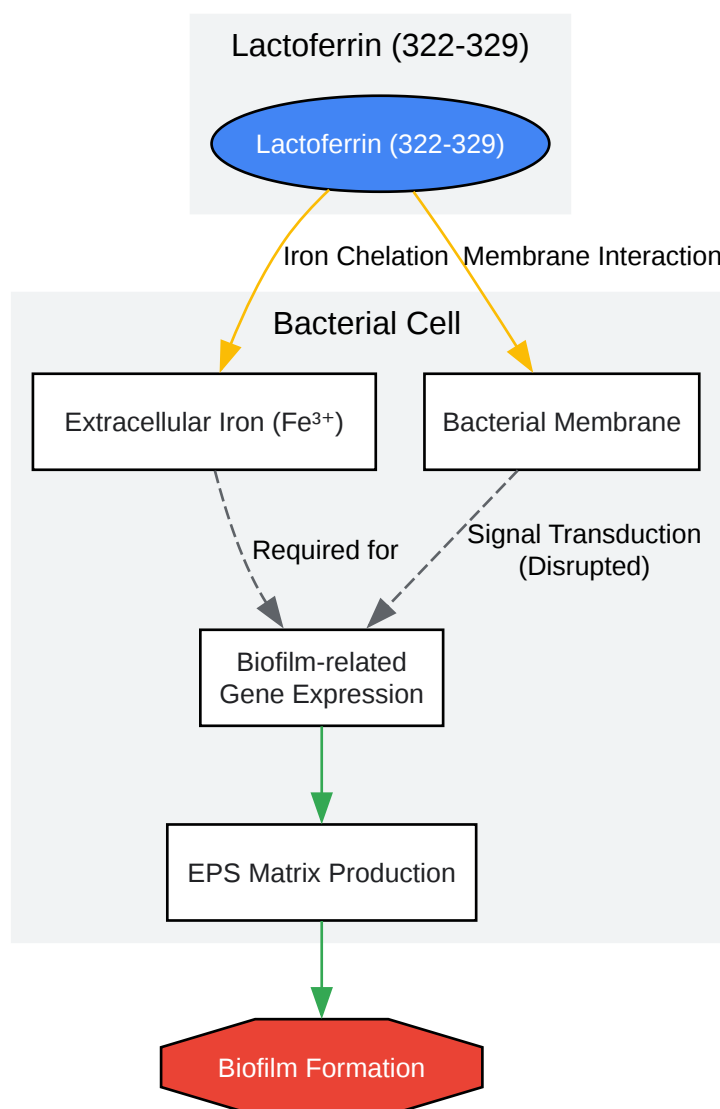 Lactoferrin (322-329)
Lactoferrin (322-329)
Iron Chelation
Membrane Interaction
Bacterial Cell
Extracellular Iron (Fe³⁺)
Bacterial Membrane
Required for
Signal Transduction
(Disrupted)
Biofilm-related
Gene Expression
EPS Matrix Production
Biofilm Formation